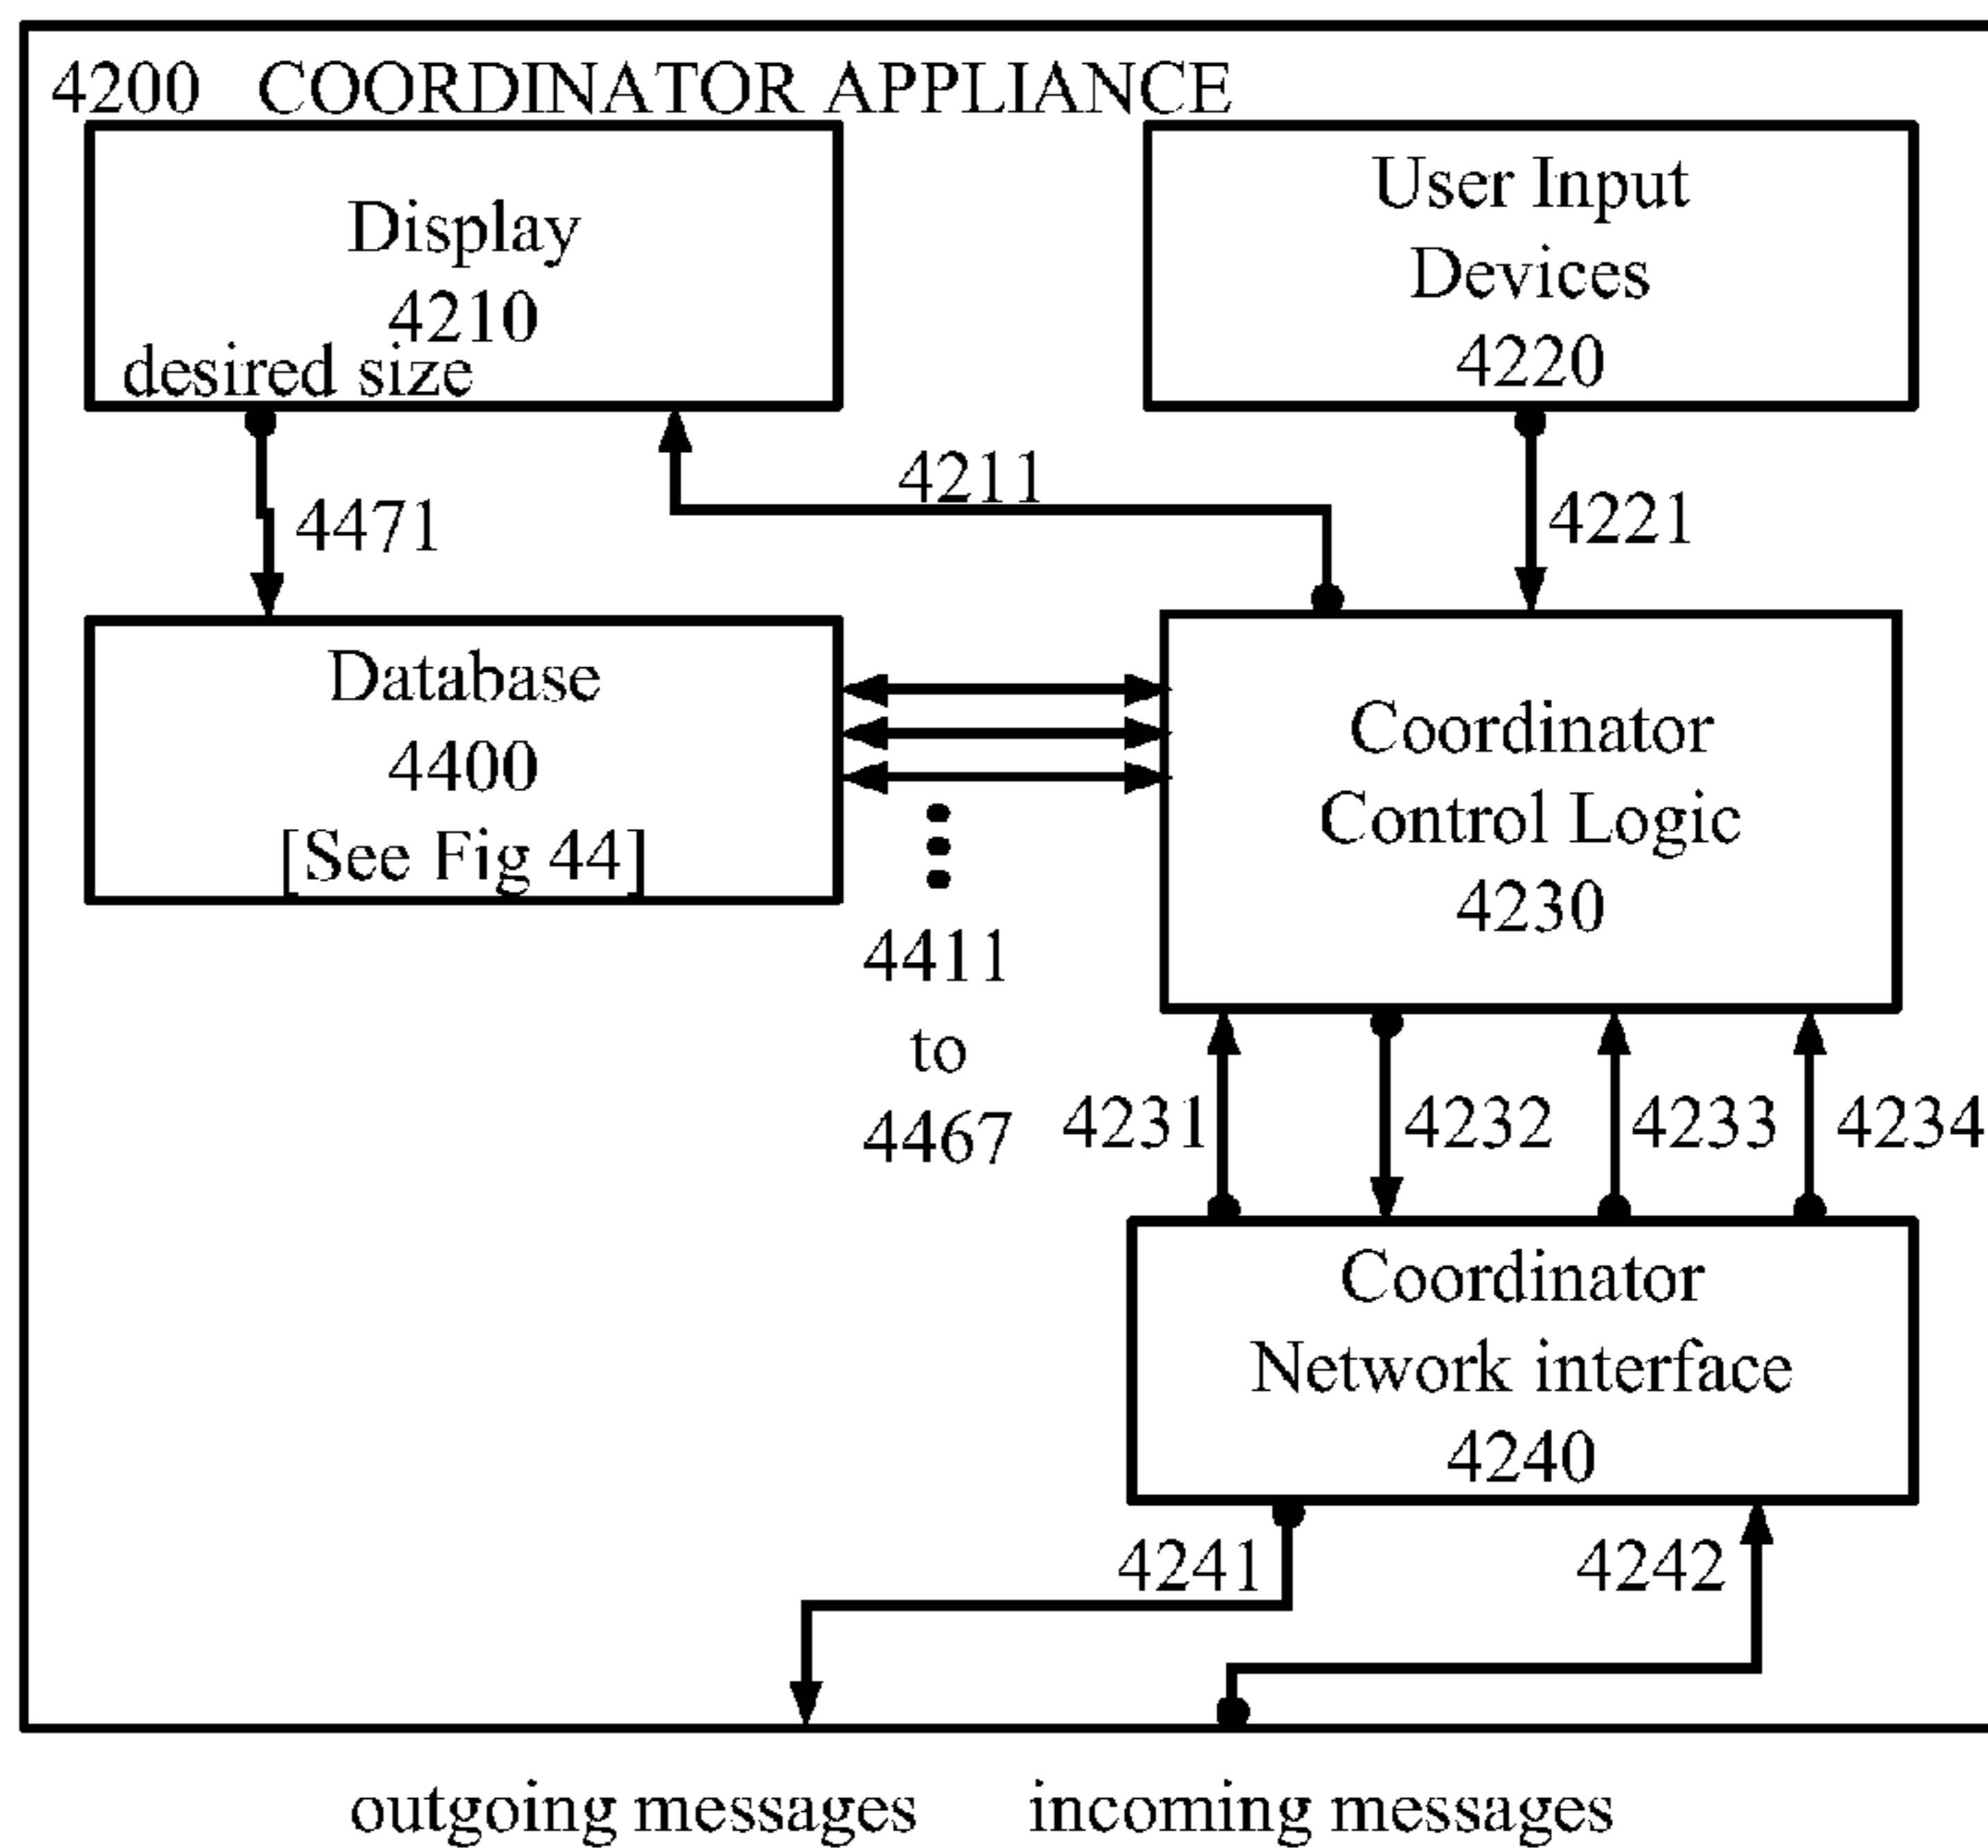 4200 COORDINATOR APPLIANCE
Display
4210
desired size
User Input
Devices
4220
4471
4211
4221
Database
4400
[See Fig 44]
Coordinator
Control Logic
4230
4411
to
4467
4231
4232
4233
4234
Coordinator
Network interface
4240
4241
4242
outgoing messages
incoming messages